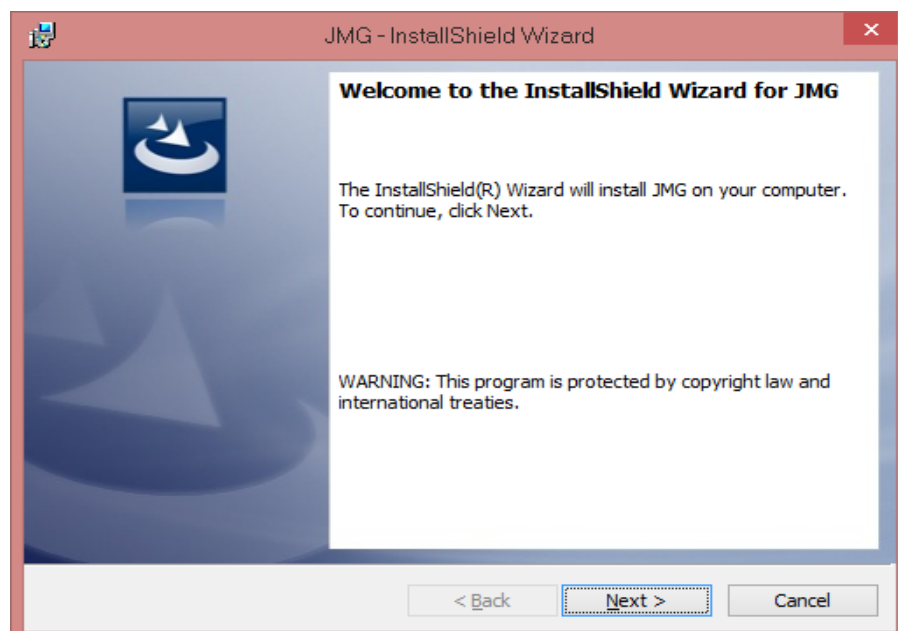 JMG - InstallShield Wizard
Welcome to the InstallShield Wizard for JMG
The InstallShield(R) Wizard will install JMG on your computer.
To continue, click Next.
WARNING: This program is protected by copyright law and
international treaties.
< Back
Next >
Cancel